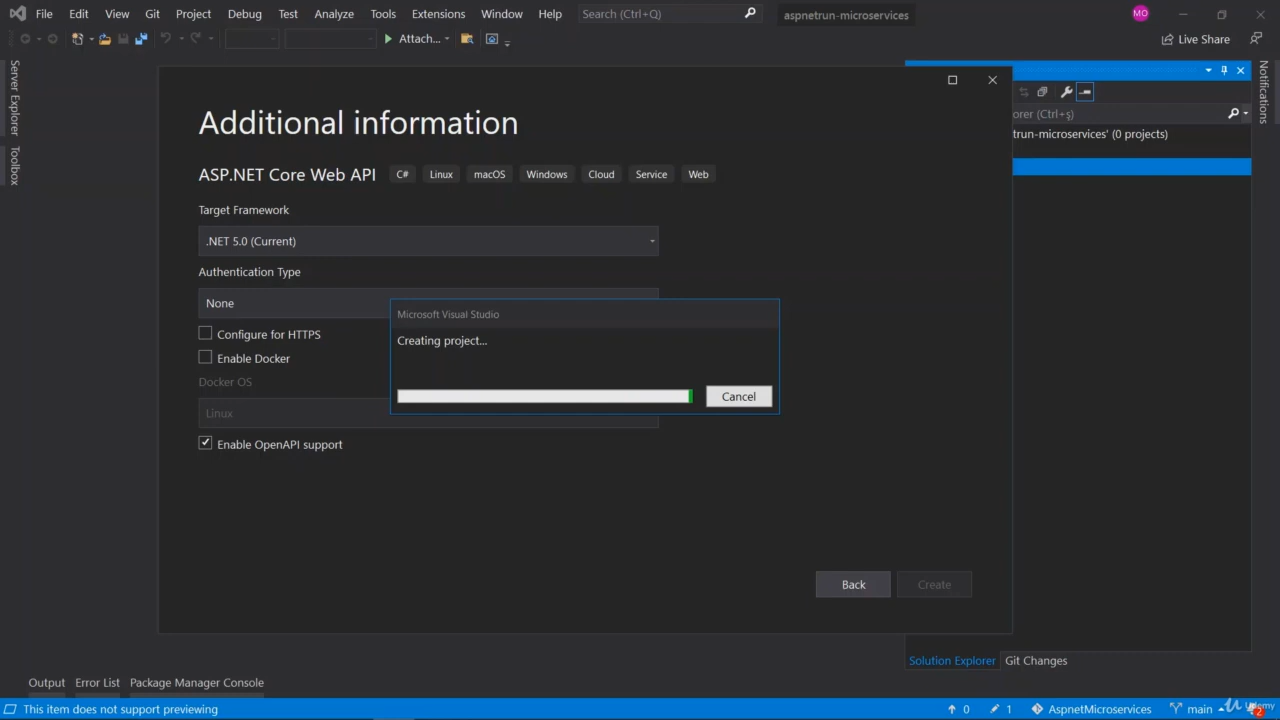 File Edit View Git Project Debug Test Analyze Tools Extensions Window Help Search (Ctrl+Q) aspnetrun-microservices MO
Attach... Live Share
Server Explorer
Toolbox
Notifications
orer (Ctrl+ş)
trun-microservices' (0 projects)
Additional information
ASP.NET Core Web API C# Linux macOS Windows Cloud Service Web
Target Framework
.NET 5.0 (Current)
Authentication Type
None
Microsoft Visual Studio
Configure for HTTPS
Creating project...
Enable Docker
Docker OS
Cancel
Linux
Enable OpenAPI support
Back Create
Solution Explorer Git Changes
Output Error List Package Manager Console
This item does not support previewing 0 1 AspnetMicroservices main 2
Udemy